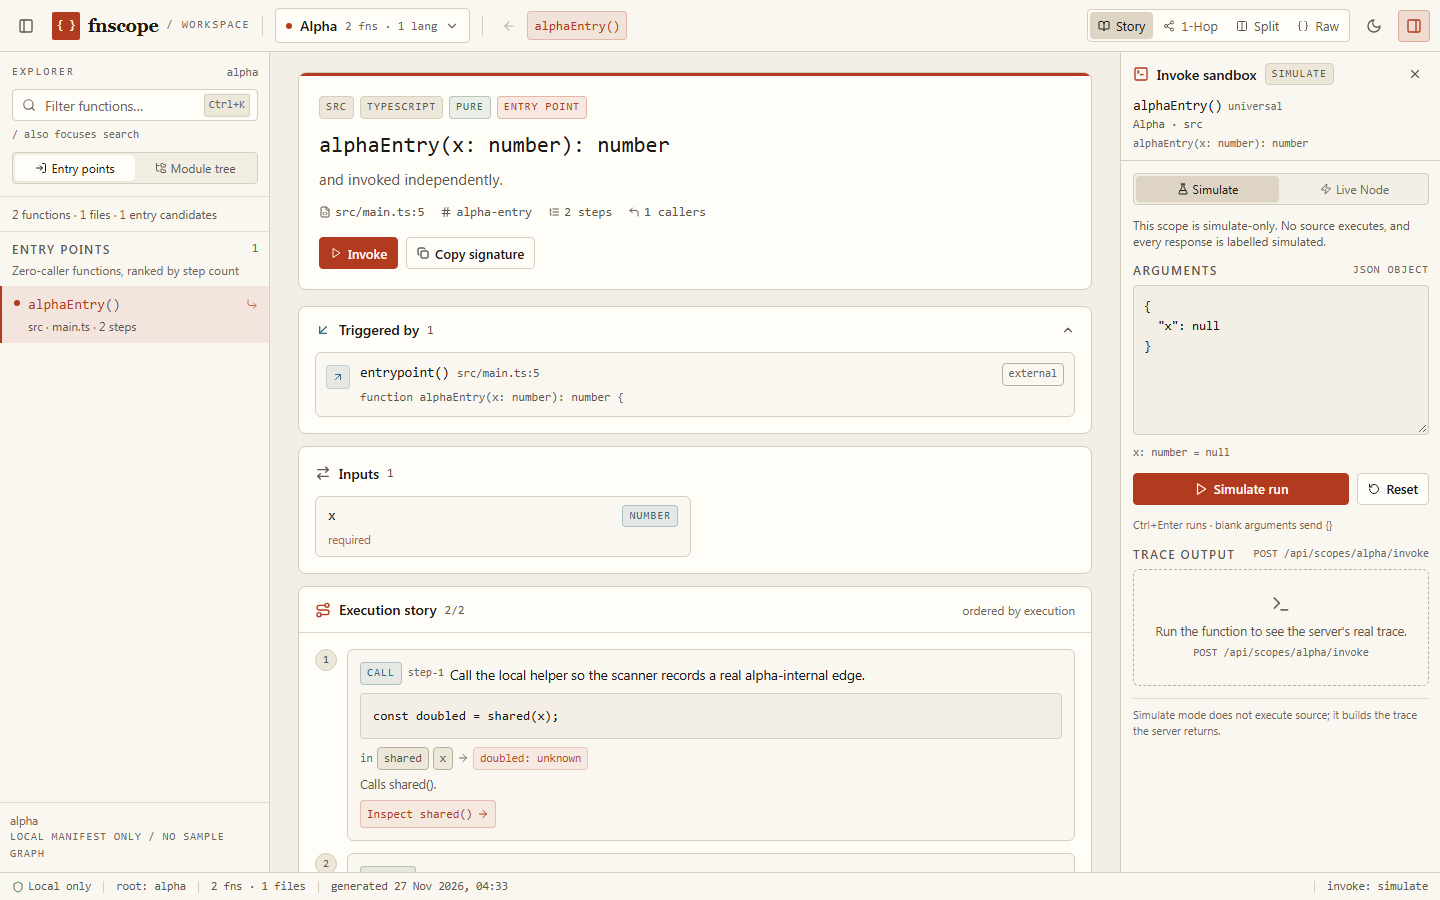 { } fnscope / WORKSPACE
Alpha 2 fns · 1 lang
alphaEntry()
Story
1-Hop
Split
Raw
EXPLORER alpha
Filter functions... Ctrl+K
/ also focuses search
Entry points
Module tree
2 functions · 1 files · 1 entry candidates
ENTRY POINTS 1
Zero-caller functions, ranked by step count
alphaEntry()
src · main.ts · 2 steps
alpha
LOCAL MANIFEST ONLY / NO SAMPLE
GRAPH
SRC TYPESCRIPT PURE ENTRY POINT
alphaEntry(x: number): number
and invoked independently.
src/main.ts:5 # alpha-entry 2 steps 1 callers
Invoke
Copy signature
Triggered by 1
entrypoint() src/main.ts:5 external
function alphaEntry(x: number): number {
Inputs 1
x NUMBER
required
Execution story 2/2 ordered by execution
1
CALL step-1 Call the local helper so the scanner records a real alpha-internal edge.
const doubled = shared(x);
in shared x → doubled: unknown
Calls shared().
Inspect shared() →
2
Invoke sandbox SIMULATE
alphaEntry() universal
Alpha · src
alphaEntry(x: number): number
Simulate
Live Node
This scope is simulate-only. No source executes, and
every response is labelled simulated.
ARGUMENTS JSON OBJECT
{
"x": null
}
x: number = null
Simulate run
Reset
Ctrl+Enter runs · blank arguments send {}
TRACE OUTPUT POST /api/scopes/alpha/invoke
Run the function to see the server's real trace.
POST /api/scopes/alpha/invoke
Simulate mode does not execute source; it builds the trace
the server returns.
Local only
root: alpha
2 fns · 1 files
generated 27 Nov 2026, 04:33
invoke: simulate